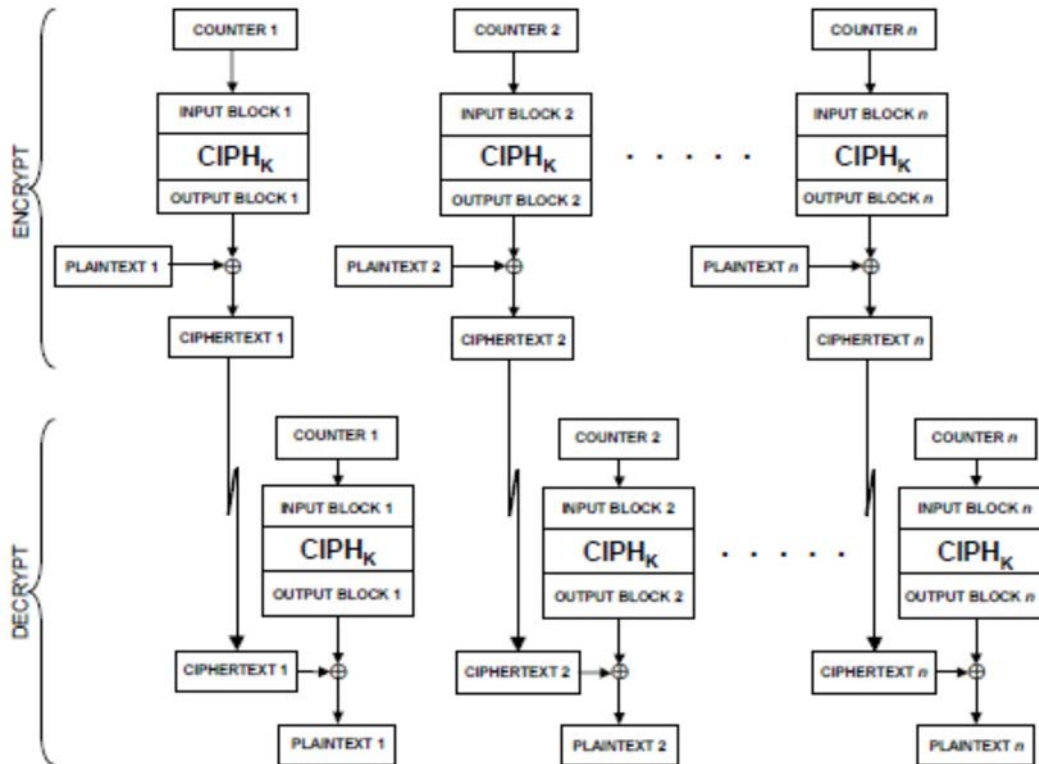 ENCRYPT
COUNTER 1
COUNTER 2
COUNTER n
INPUT BLOCK 1
INPUT BLOCK 2
INPUT BLOCK n
CIPHK
CIPHK
. . . . .
CIPHK
OUTPUT BLOCK 1
OUTPUT BLOCK 2
OUTPUT BLOCK n
PLAINTEXT 1
PLAINTEXT 2
PLAINTEXT n
CIPHERTEXT 1
CIPHERTEXT 2
CIPHERTEXT n
DECRYPT
COUNTER 1
COUNTER 2
COUNTER n
INPUT BLOCK 1
INPUT BLOCK 2
INPUT BLOCK n
CIPHK
CIPHK
. . . . .
CIPHK
OUTPUT BLOCK 1
OUTPUT BLOCK 2
OUTPUT BLOCK n
CIPHERTEXT 1
CIPHERTEXT 2
CIPHERTEXT n
PLAINTEXT 1
PLAINTEXT 2
PLAINTEXT n